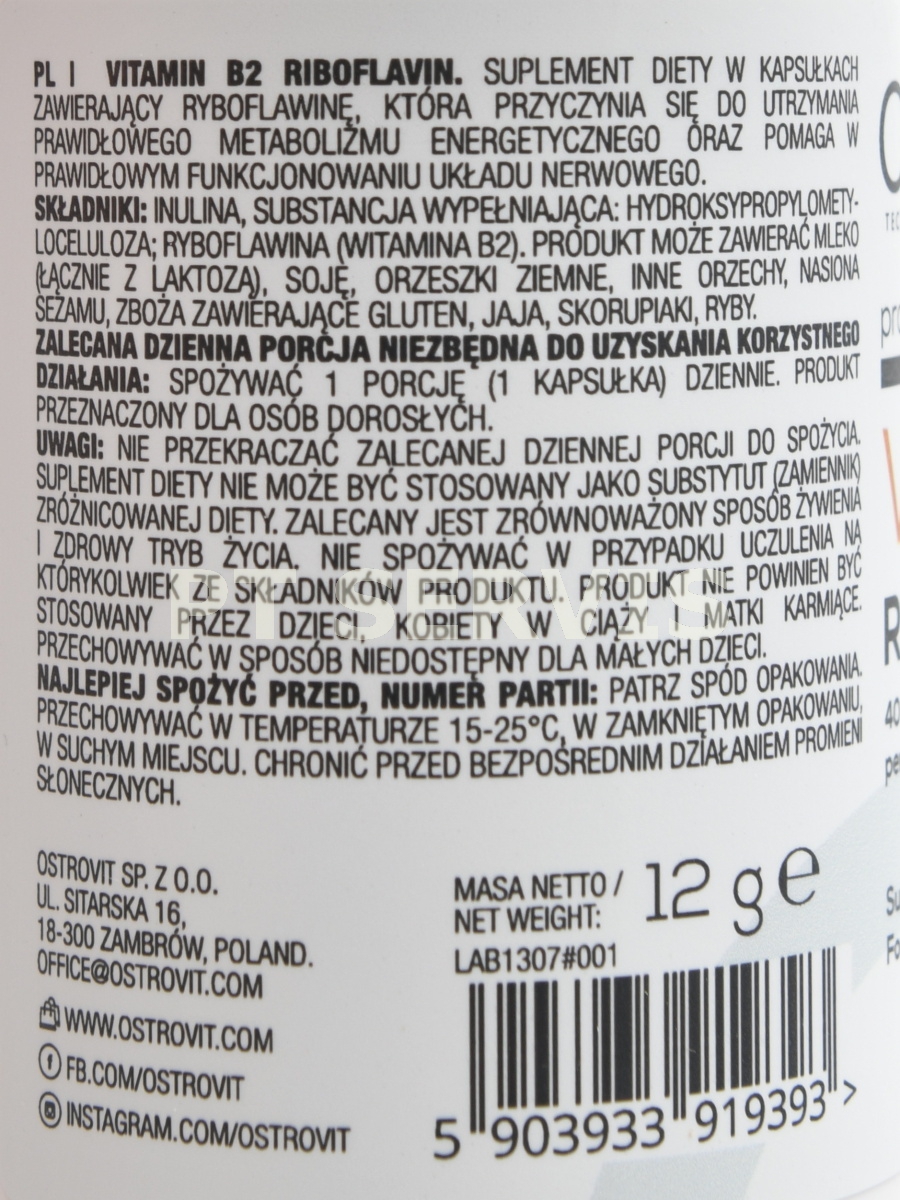 PL | VITAMIN B2 RIBOFLAVIN. SUPLEMENT DIETY W KAPSUŁKACH
ZAWIERAJĄCY RYBOFLAWINĘ, KTÓRA PRZYCZYNIA SIĘ DO UTRZYMANIA
PRAWIDŁOWEGO METABOLIZMU ENERGETYCZNEGO ORAZ POMAGA W
PRAWIDŁOWYM FUNKCJONOWANIU UKŁADU NERWOWEGO.
SKŁADNIKI: INULINA, SUBSTANCJA WYPEŁNIAJĄCA: HYDROKSYPROPYLOMETY-
LOCELULOZA; RYBOFLAWINA (WITAMINA B2). PRODUKT MOŻE ZAWIERAĆ MLEKO
(ŁĄCZNIE Z LAKTOZĄ), SOJĘ, ORZESZKI ZIEMNE, INNE ORZECHY, NASIONA
SEZAMU, ZBOŻA ZAWIERAJĄCE GLUTEN, JAJA, SKORUPIAKI, RYBY.
ZALECANA DZIENNA PORCJA NIEZBĘDNA DO UZYSKANIA KORZYSTNEGO
DZIAŁANIA: SPOŻYWAĆ 1 PORCJĘ (1 KAPSUŁKA) DZIENNIE. PRODUKT
PRZEZNACZONY DLA OSÓB DOROSŁYCH.
UWAGI: NIE PRZEKRACZAĆ ZALECANEJ DZIENNEJ PORCJI DO SPOŻYCIA.
SUPLEMENT DIETY NIE MOŻE BYĆ STOSOWANY JAKO SUBSTYTUT (ZAMIENNIK)
ZRÓŻNICOWANEJ DIETY. ZALECANY JEST ZRÓWNOWAŻONY SPOSÓB ŻYWIENIA
I ZDROWY TRYB ŻYCIA. NIE SPOŻYWAĆ W PRZYPADKU UCZULENIA NA
KTÓRYKOLWIEK ZE SKŁADNIKÓW PRODUKTU. PRODUKT NIE POWINIEN BYĆ
STOSOWANY PRZEZ DZIECI, KOBIETY W CIĄŻY I MATKI KARMIĄCE.
PRZECHOWYWAĆ W SPOSÓB NIEDOSTĘPNY DLA MAŁYCH DZIECI.
NAJLEPIEJ SPOŻYĆ PRZED, NUMER PARTII: PATRZ SPÓD OPAKOWANIA.
PRZECHOWYWAĆ W TEMPERATURZE 15-25°C, W ZAMKNIĘTYM OPAKOWANIU,
W SUCHYM MIEJSCU. CHRONIĆ PRZED BEZPOŚREDNIM DZIAŁANIEM PROMIENI
SŁONECZNYCH.
OSTROVIT SP. Z O.O.
UL. SITARSKA 16,
18-300 ZAMBRÓW, POLAND.
OFFICE@OSTROVIT.COM
WWW.OSTROVIT.COM
FB.COM/OSTROVIT
INSTAGRAM.COM/OSTROVIT
MASA NETTO /
NET WEIGHT:
12 g e
LAB1307#001
5 903933 919393 >